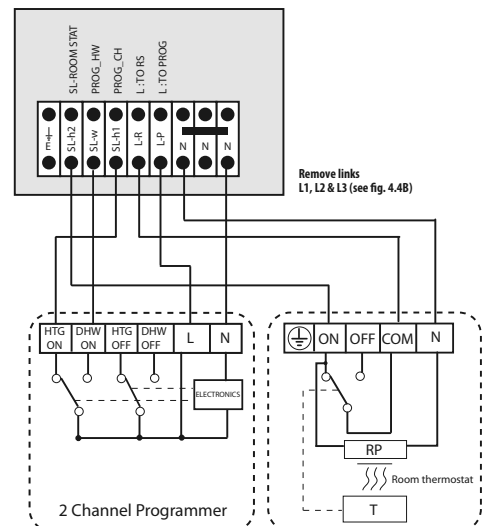 SL-ROOM STAT
PROG_HW
PROG_CH
L :TO RS
L :TO PROG
E
SL-h2
SL-w
SL-h1
L-R
L-P
N
N
N
Remove links
L1, L2 & L3 (see fig. 4.4B)
HTG ON
DHW ON
HTG OFF
DHW OFF
L
N
ELECTRONICS
2 Channel Programmer
ON
OFF
COM
N
RP
Room thermostat
T